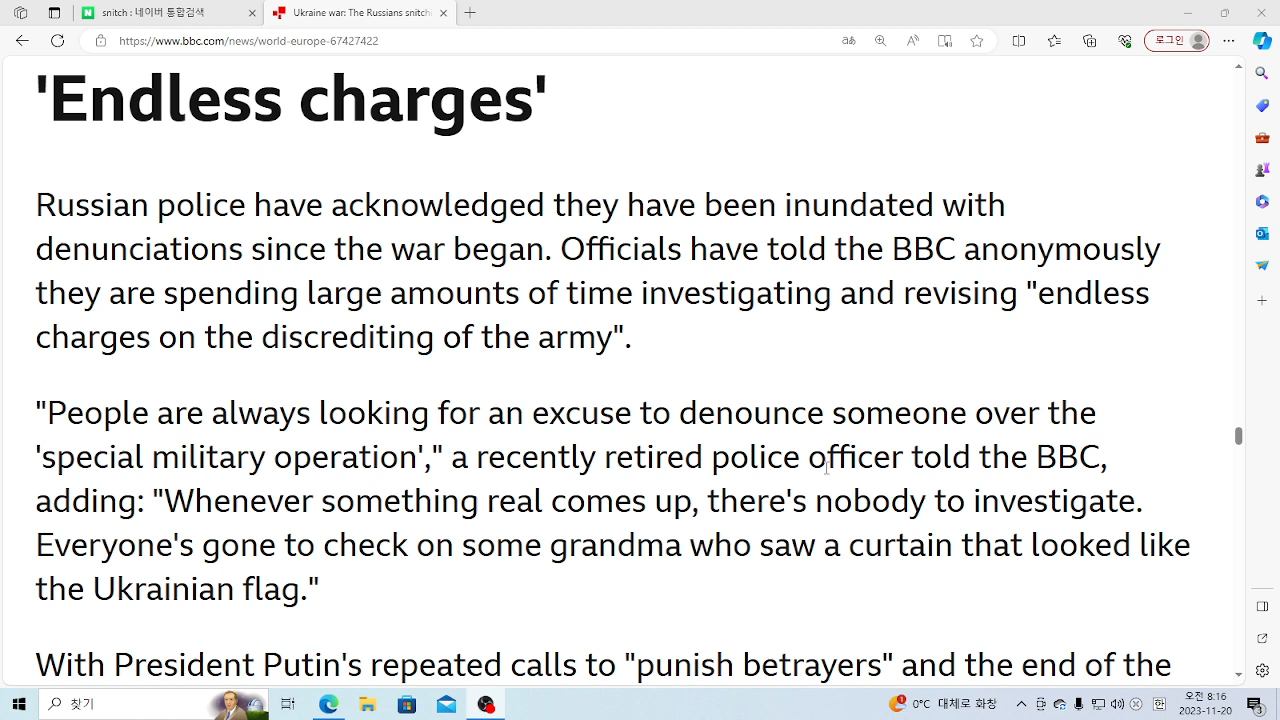 snitch : 네이버 통합검색
Ukraine war: The Russians snitchi
https://www.bbc.com/news/world-europe-67427422
로그인
'Endless charges'
Russian police have acknowledged they have been inundated with
denunciations since the war began. Officials have told the BBC anonymously
they are spending large amounts of time investigating and revising "endless
charges on the discrediting of the army".
"People are always looking for an excuse to denounce someone over the
'special military operation'," a recently retired police officer told the BBC,
adding: "Whenever something real comes up, there's nobody to investigate.
Everyone's gone to check on some grandma who saw a curtain that looked like
the Ukrainian flag."
With President Putin's repeated calls to "punish betrayers" and the end of the
찾기
0°C 대체로 화창
오전 8:16
2023-11-20